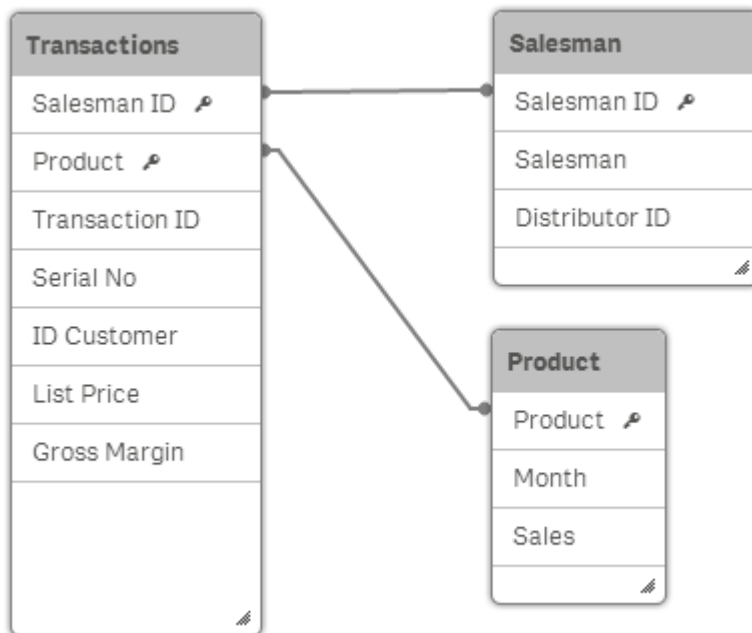 Transactions
Salesman ID
Product
Transaction ID
Serial No
ID Customer
List Price
Gross Margin
Salesman
Salesman ID
Salesman
Distributor ID
Product
Product
Month
Sales